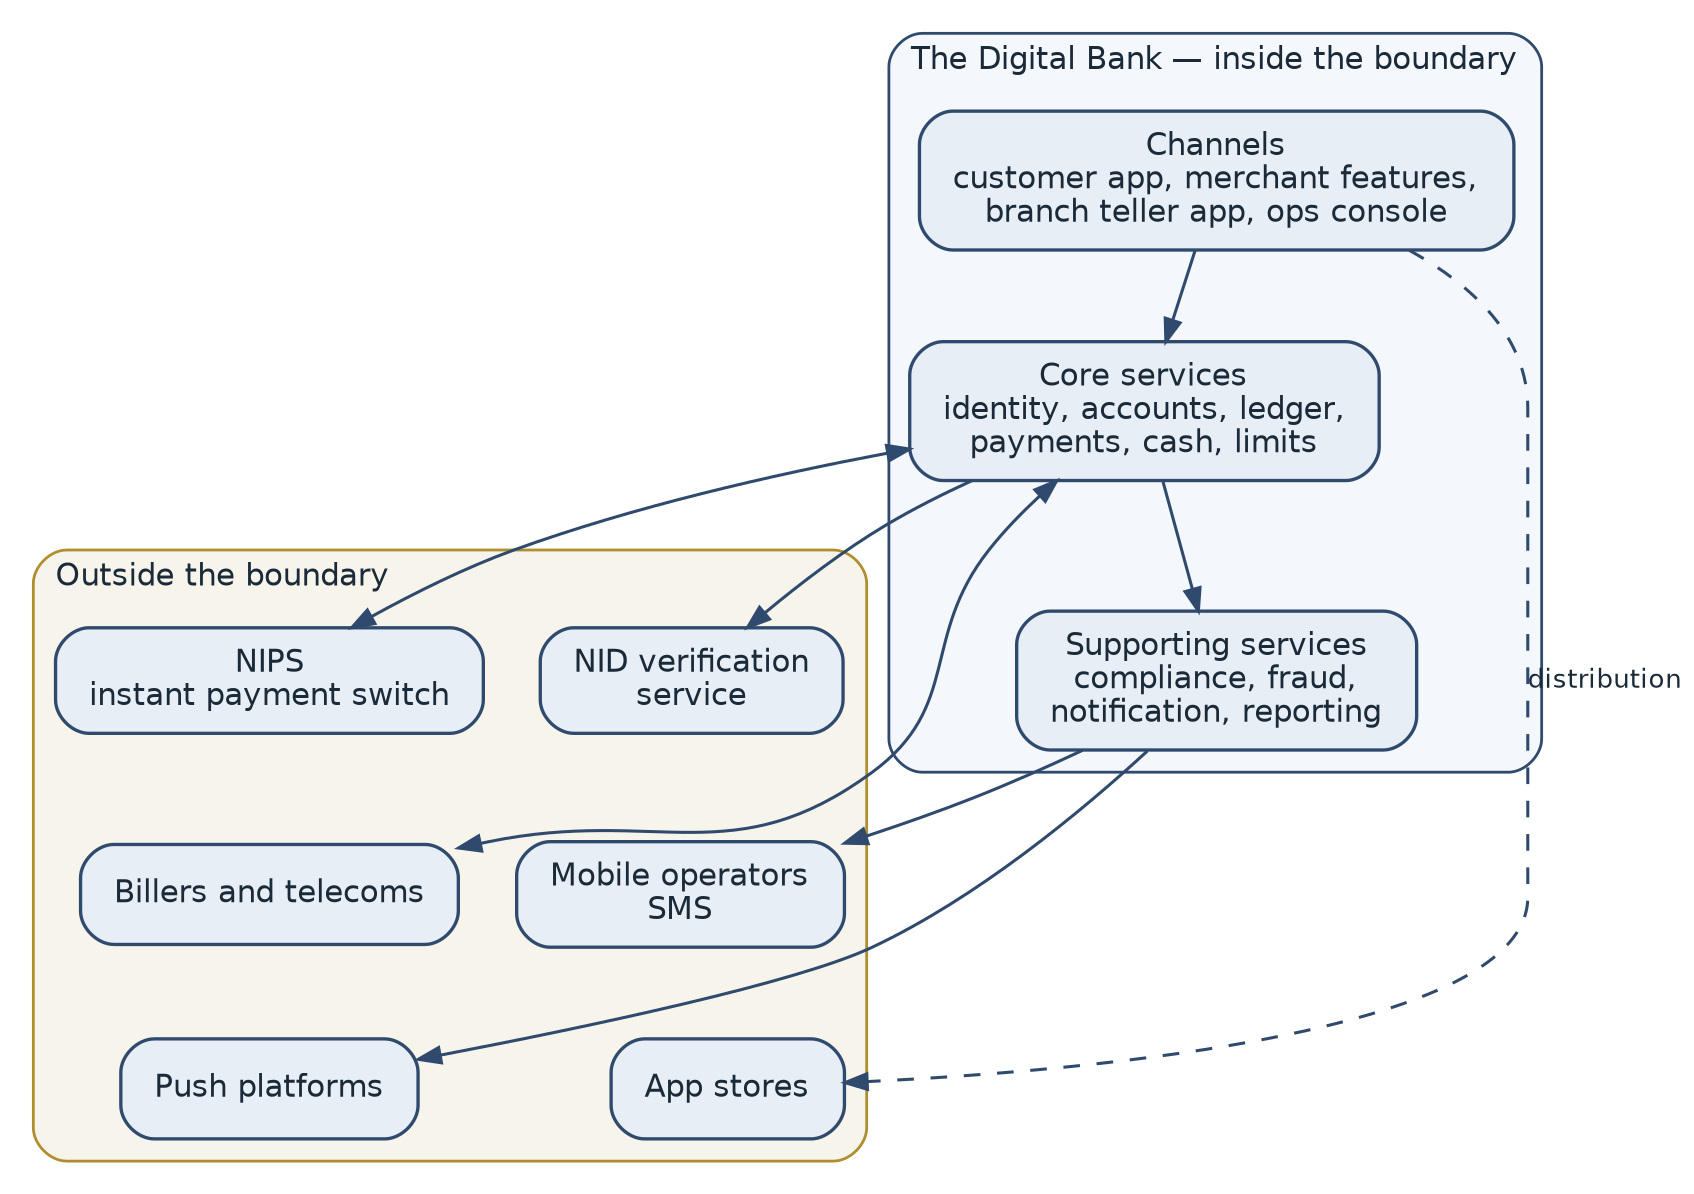 The Digital Bank — inside the boundary
Channels
customer app, merchant features,
branch teller app, ops console
Core services
identity, accounts, ledger,
payments, cash, limits
Outside the boundary
NIPS
instant payment switch
NID verification
service
Supporting services
compliance, fraud,
notification, reporting
distribution
Billers and telecoms
Mobile operators
SMS
Push platforms
App stores